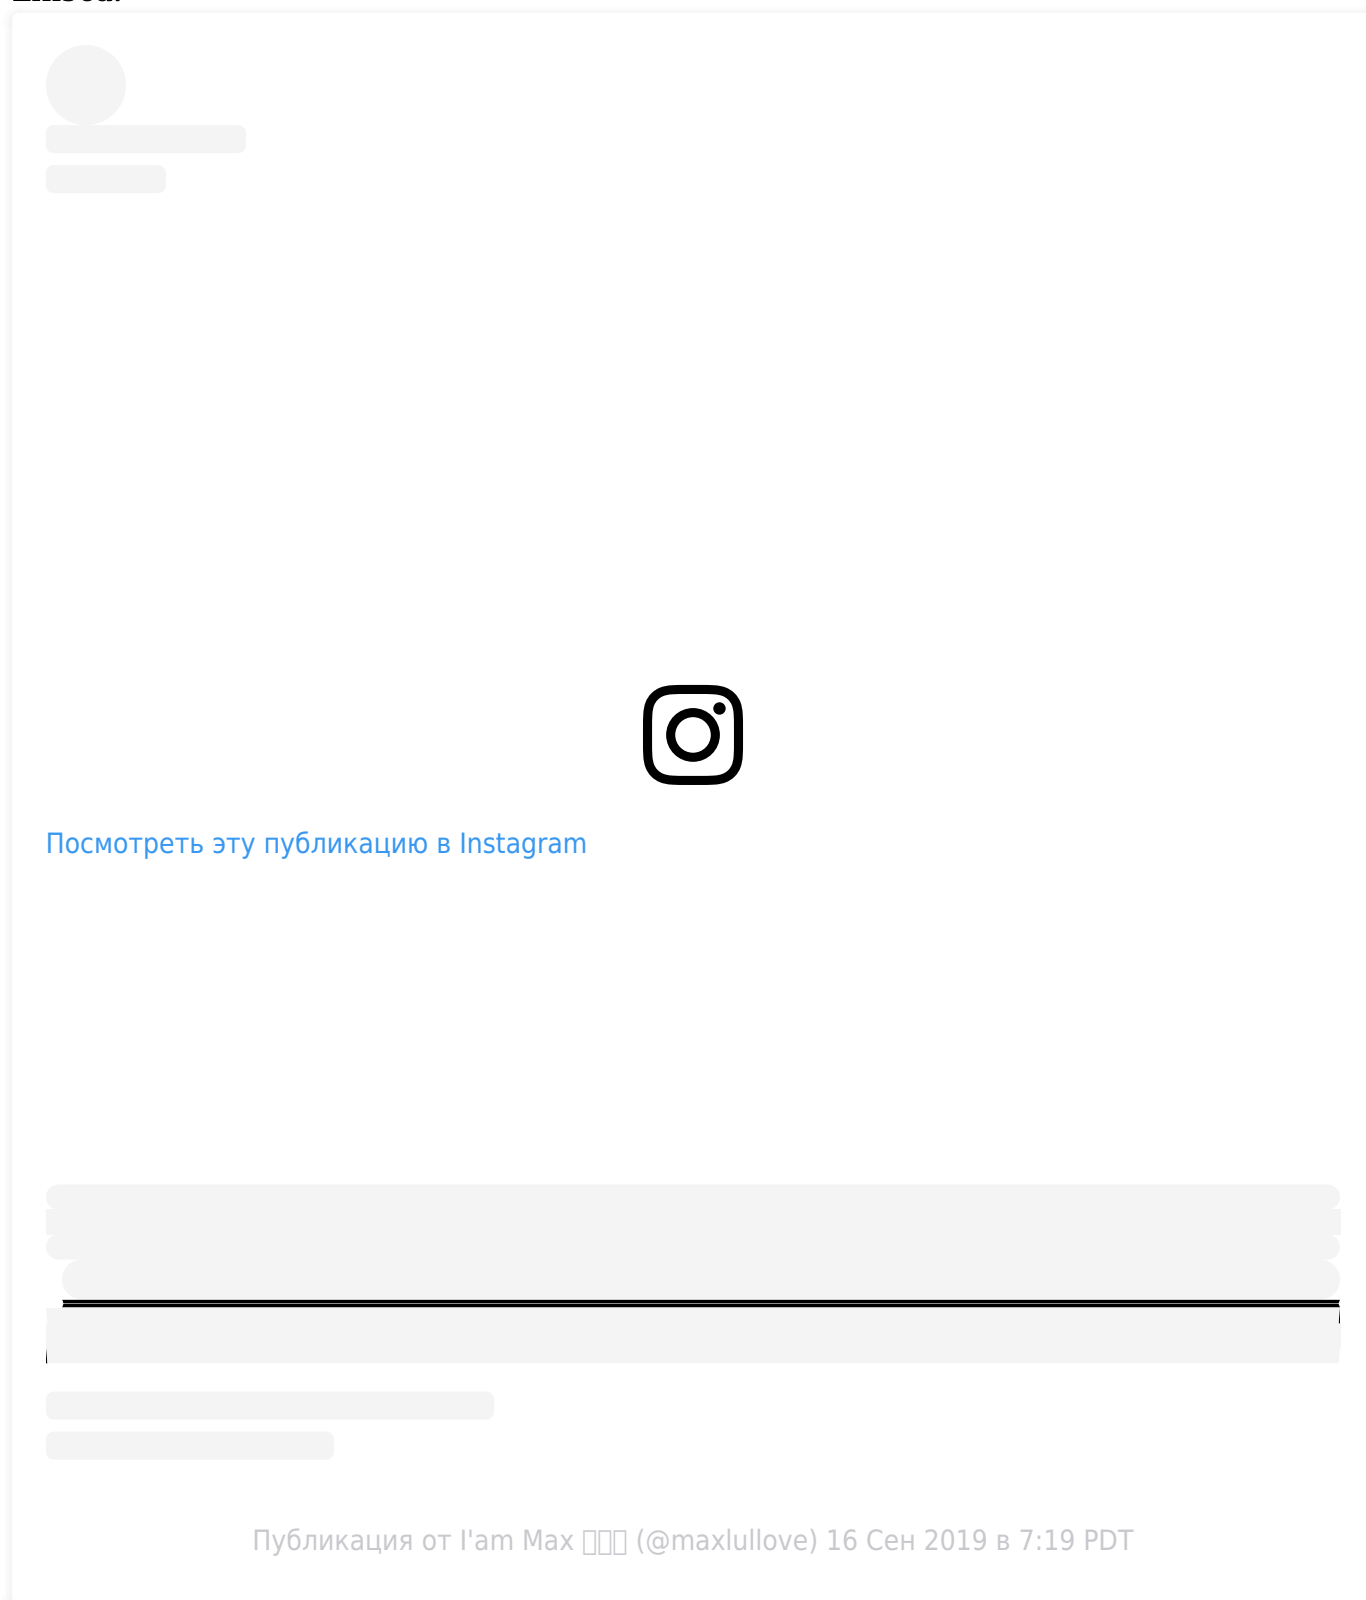 Посмотреть эту публикацию в Instagram
Публикация от I'am Max (@maxlullove) 16 Сен 2019 в 7:19 PDT